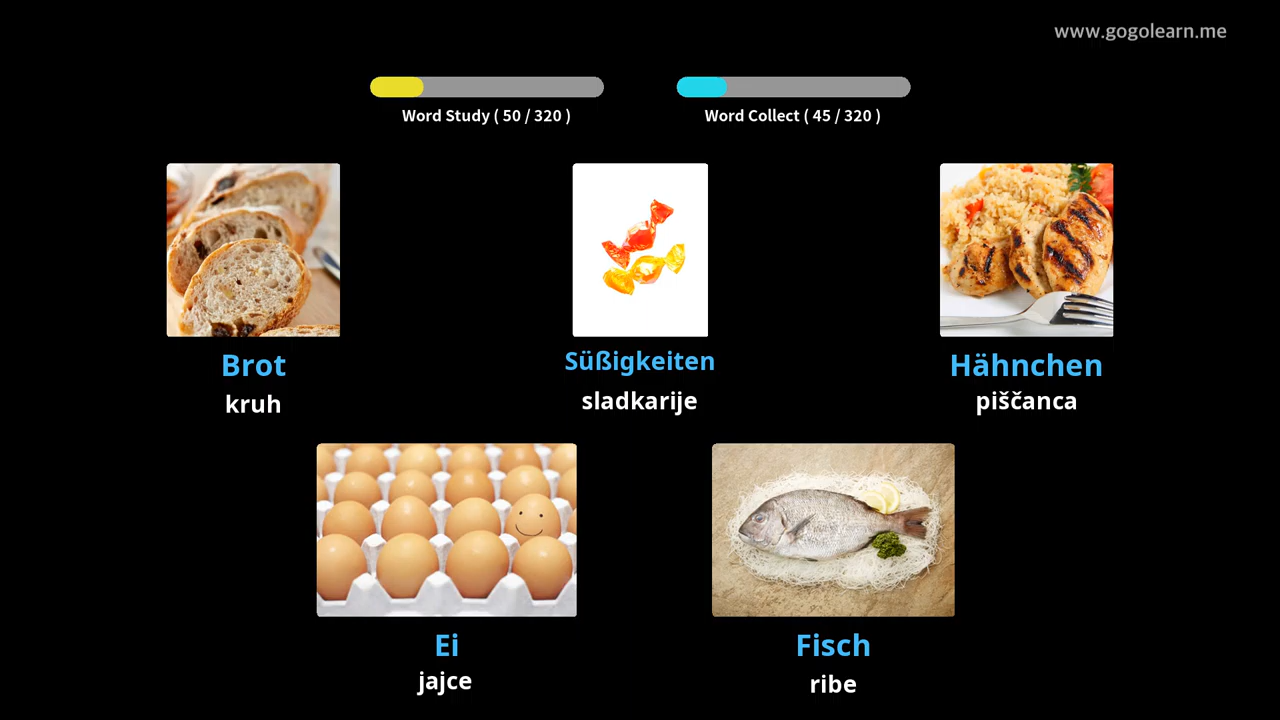 www.gogolearn.me
Word Study ( 50 / 320 )
Word Collect ( 45 / 320 )
Brot
kruh
Süßigkeiten
sladkarije
Hähnchen
piščanca
Ei
jajce
Fisch
ribe